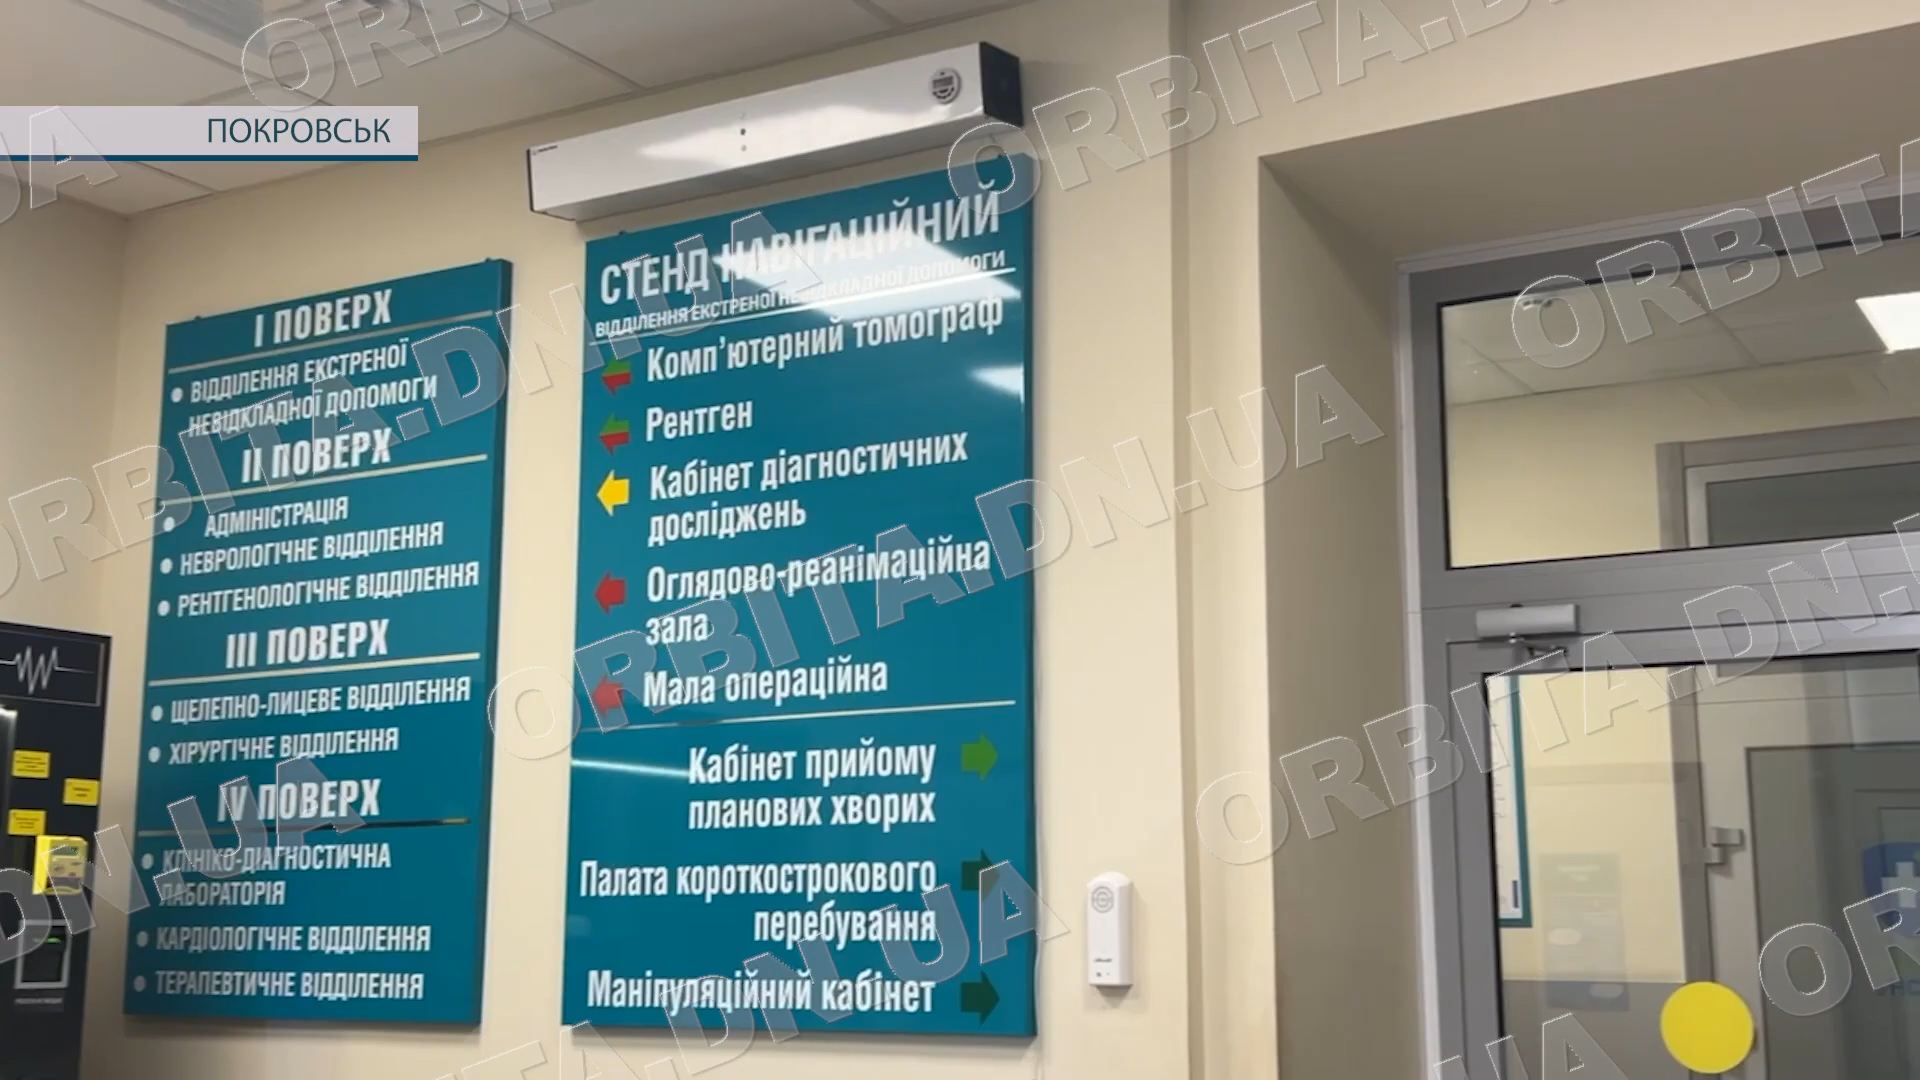 ПОКРОВСЬК
І ПОВЕРХ
ВІДДІЛЕННЯ ЕКСТРЕНОЇ
НЕВІДКЛАДНОЇ ДОПОМОГИ
ІІ ПОВЕРХ
АДМІНІСТРАЦІЯ
НЕВРОЛОГІЧНЕ ВІДДІЛЕННЯ
РЕНТГЕНОЛОГІЧНЕ ВІДДІЛЕННЯ
ІІІ ПОВЕРХ
ЩЕЛЕПНО-ЛИЦЕВЕ ВІДДІЛЕННЯ
ХІРУРГІЧНЕ ВІДДІЛЕННЯ
ІV ПОВЕРХ
КЛІНІКО-ДІАГНОСТИЧНА
ЛАБОРАТОРІЯ
КАРДІОЛОГІЧНЕ ВІДДІЛЕННЯ
ТЕРАПЕВТИЧНЕ ВІДДІЛЕННЯ
СТЕНД НАВІГАЦІЙНИЙ
ВІДДІЛЕННЯ ЕКСТРЕНОЇ НЕВІДКЛАДНОЇ ДОПОМОГИ
Комп’ютерний томограф
Рентген
Кабінет діагностичних
досліджень
Оглядово-реанімаційна
зала
Мала операційна
Кабінет прийому
планових хворих
Палата короткострокового
перебування
Маніпуляційний кабінет
ORBITA.DN.UA